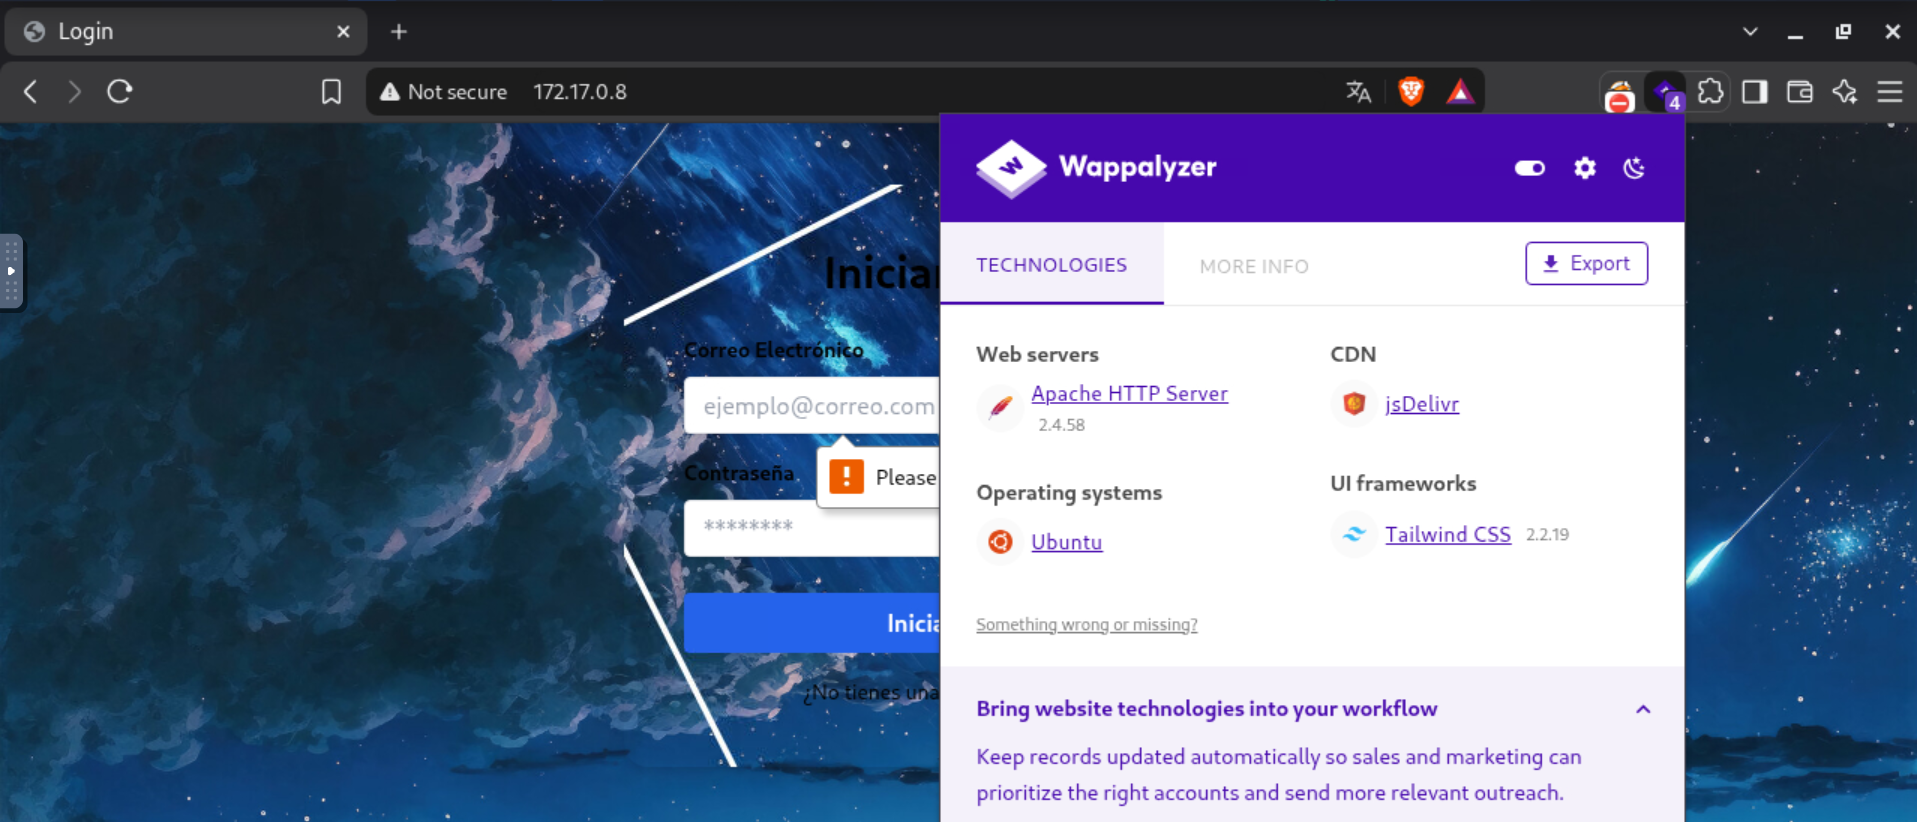 Login
Not secure 172.17.0.8
4
Wappalyzer
TECHNOLOGIES
MORE INFO
Export
Inicia
Correo Electrónico
ejemplo@correo.com
Please
Contraseña
********
Inicia
¿No tienes una
Web servers
Apache HTTP Server
2.4.58
Operating systems
Ubuntu
CDN
jsDelivr
UI frameworks
Tailwind CSS 2.2.19
Something wrong or missing?
Bring website technologies into your workflow
Keep records updated automatically so sales and marketing can
prioritize the right accounts and send more relevant outreach.